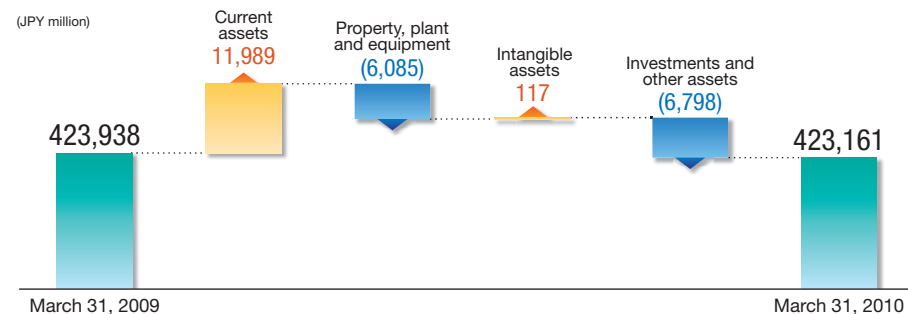 (JPY million)
Current
assets
11,989
Property, plant
and equipment
(6,085)
Intangible
assets
117
Investments and
other assets
(6,798)
423,938
423,161
March 31, 2009
March 31, 2010